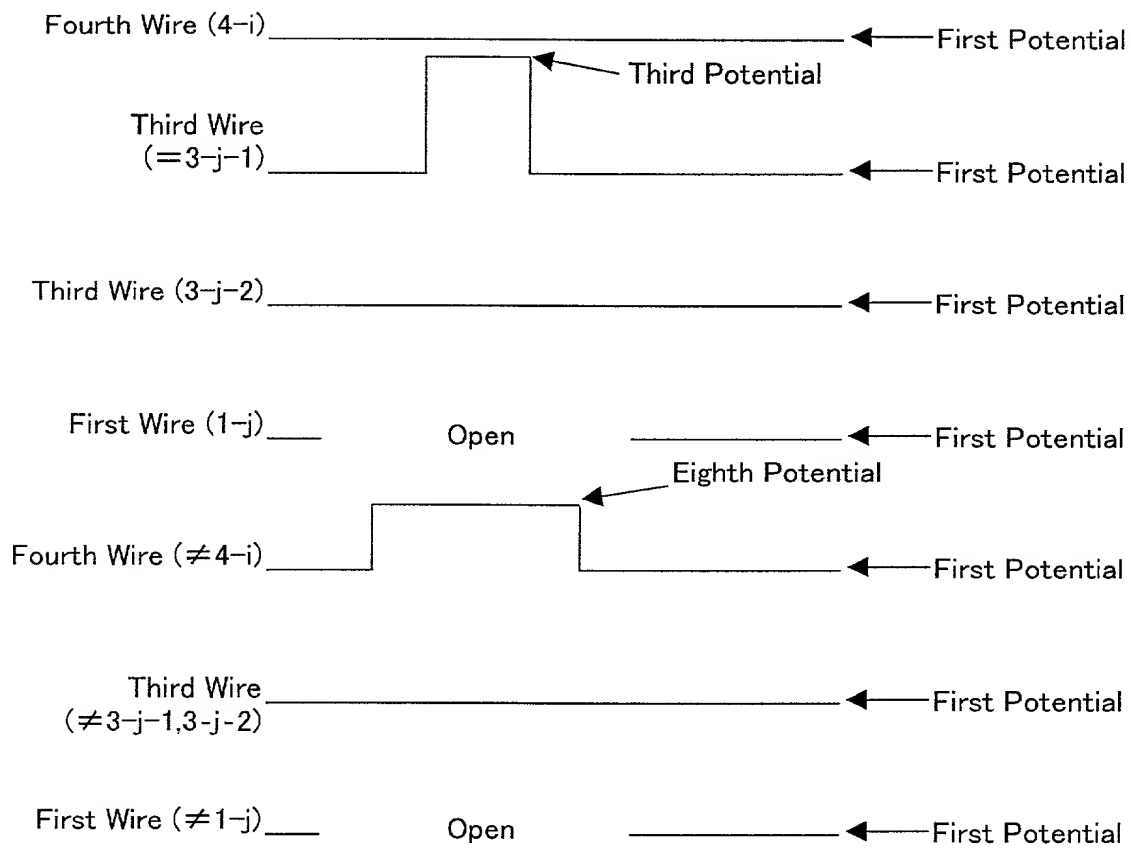 Fourth Wire (4-i)
First Potential
Third Potential
Third Wire
(=3-j-1)
First Potential
Third Wire (3-j-2)
First Potential
First Wire (1-j)
Open
First Potential
Eighth Potential
Fourth Wire (≠4-i)
First Potential
Third Wire
(≠3-j-1,3-j-2)
First Potential
First Wire (≠1-j)
Open
First Potential